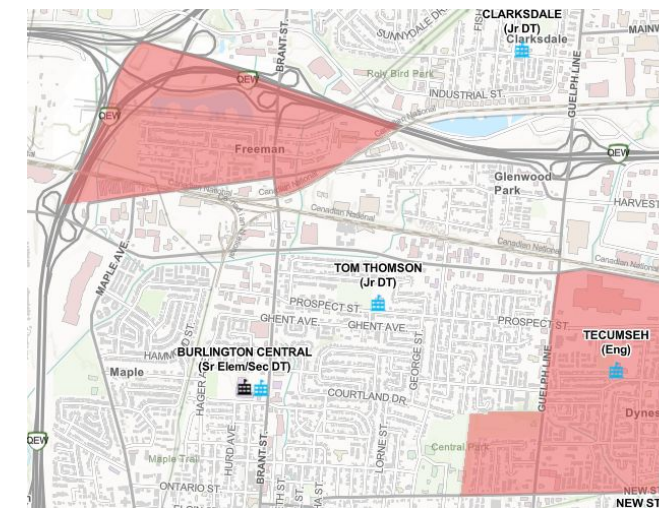 CLARKSDALE
(Jr DT)
Clarksdale
SUNNYDALE DR.
BRANT ST.
Roly Bird Park
QEW
INDUSTRIAL ST.
GUELPH LINE
QEW
Canadian National
QEW
Freeman
Canadian National
Canadian National
Glenwood
Park
HARVEST
Canadian National
Canadian National
MAPLE AVE.
TOM THOMSON
(Jr DT)
PROSPECT ST.
PROSPECT ST.
GHENT AVE.
GHENT AVE.
TECUMSEH
(Eng)
BURLINGTON CENTRAL
(Sr Elem/Sec DT)
Maple
HAGER
GEORGE ST.
GUELPH LINE
COURTLAND DR.
Dynes
QEW
HURD AVE.
BRANT ST.
LORNE ST.
Central Park
Maple Trail
ONTARIO ST.
NEW ST
NEW ST